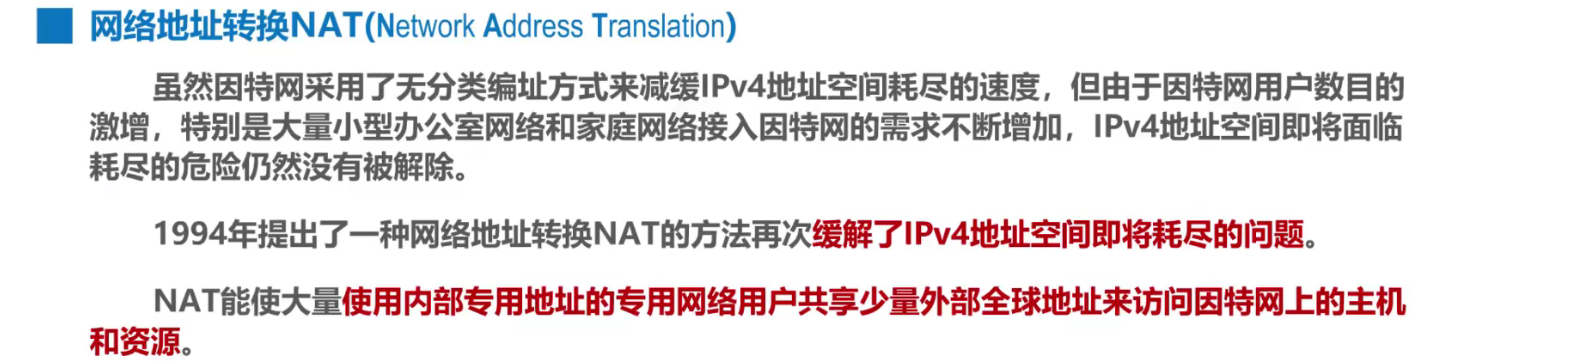 网络地址转换NAT(Network Address Translation)
虽然因特网采用了无分类编址方式来减缓IPv4地址空间耗尽的速度，但由于因特网用户数目的
激增，特别是大量小型办公室网络和家庭网络接入因特网的需求不断增加，IPv4地址空间即将面临
耗尽的危险仍然没有被解除。
1994年提出了一种网络地址转换NAT的方法再次缓解了IPv4地址空间即将耗尽的问题。
NAT能使大量使用内部专用地址的专用网络用户共享少量外部全球地址来访问因特网上的主机
和资源。